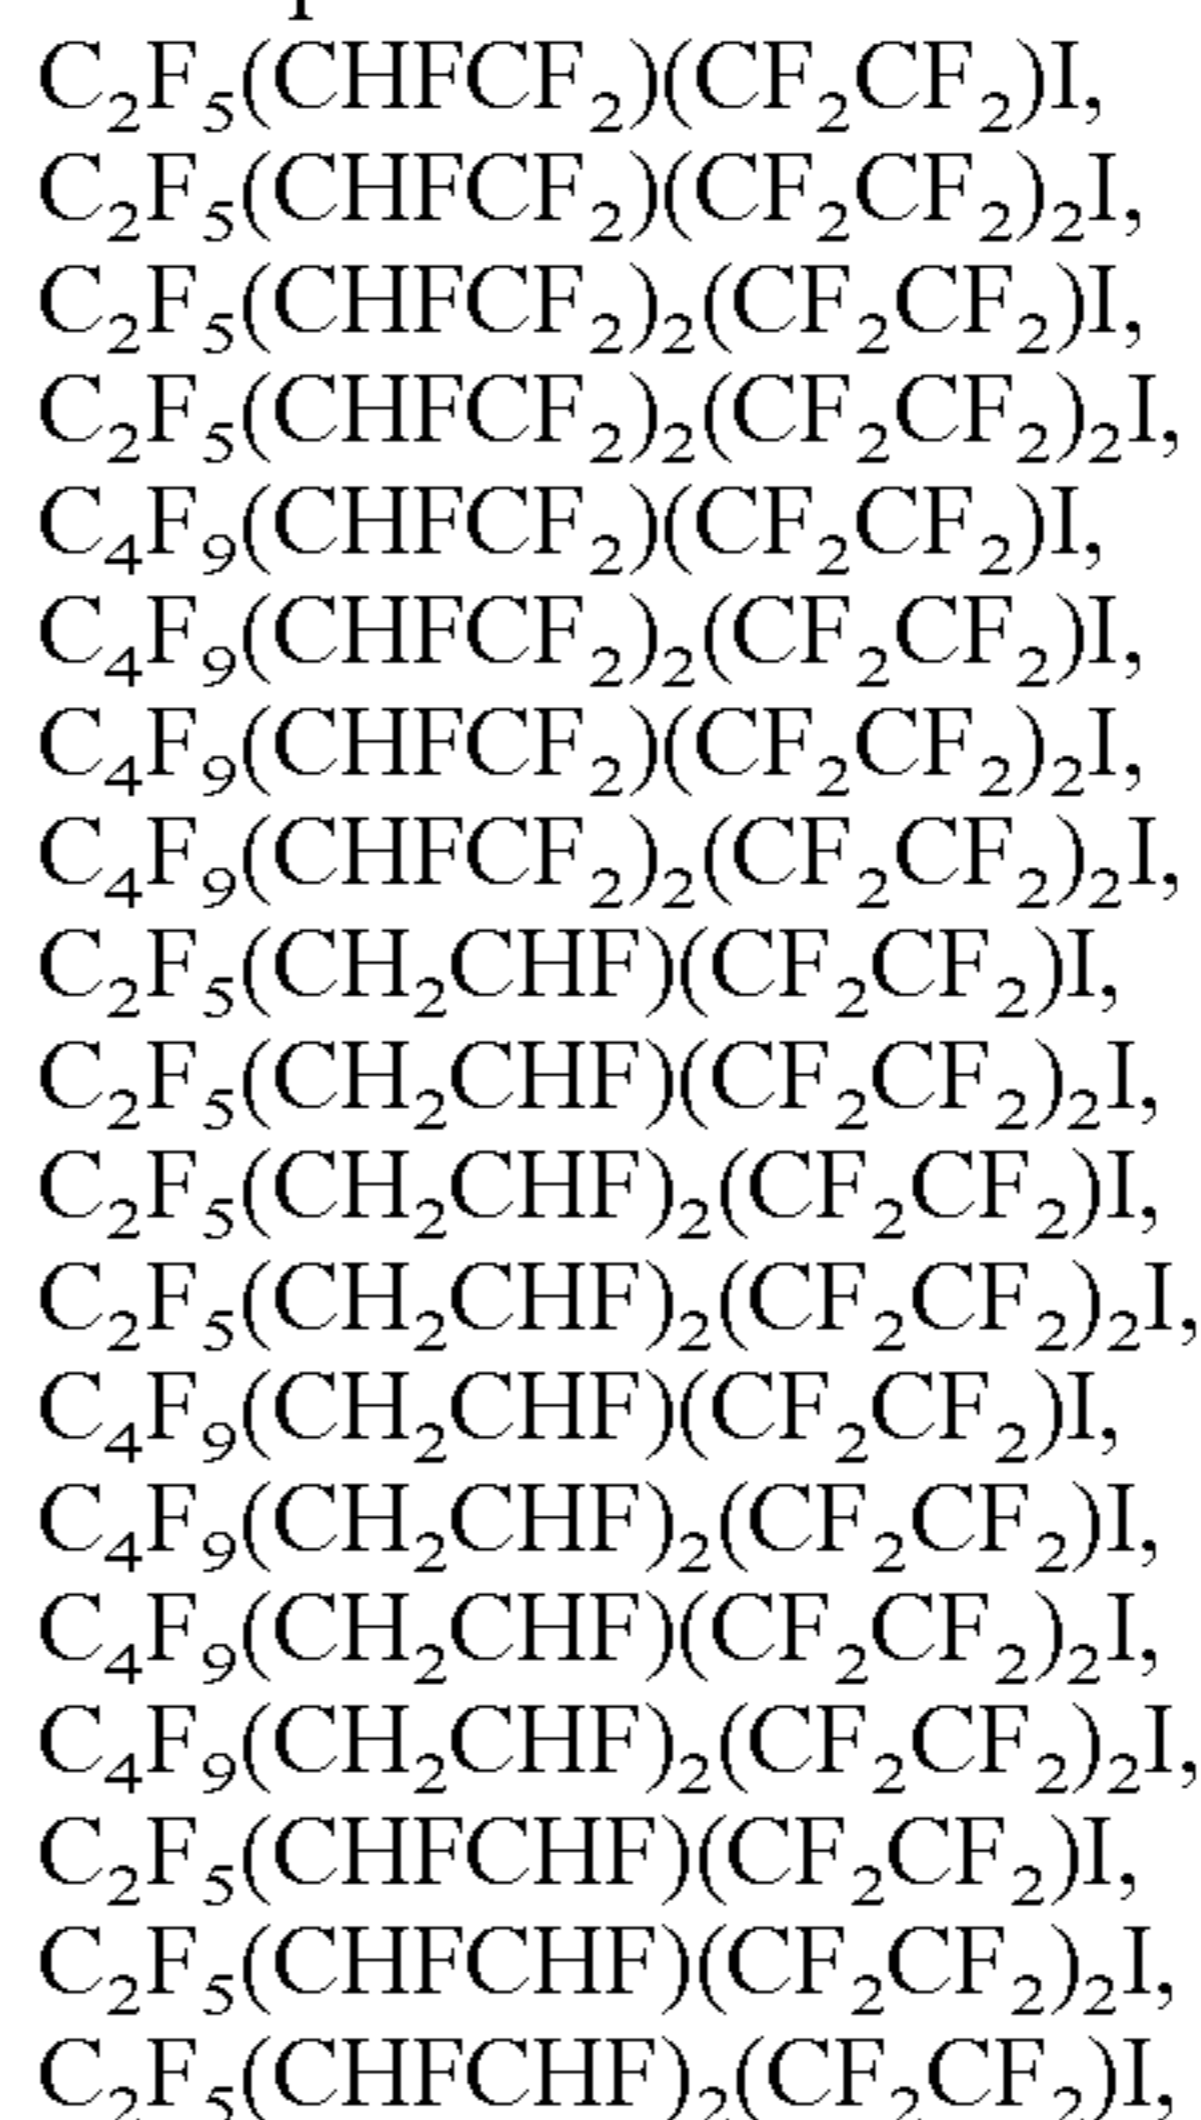 C₂F₅(CHFCF₂)(CF₂CF₂)I,
C₂F₅(CHFCF₂)(CF₂CF₂)₂I,
C₂F₅(CHFCF₂)₂(CF₂CF₂)I,
C₂F₅(CHFCF₂)₂(CF₂CF₂)₂I,
C₄F₉(CHFCF₂)(CF₂CF₂)I,
C₄F₉(CHFCF₂)₂(CF₂CF₂)I,
C₄F₉(CHFCF₂)(CF₂CF₂)₂I,
C₄F₉(CHFCF₂)₂(CF₂CF₂)₂I,
C₂F₅(CH₂CHF)(CF₂CF₂)I,
C₂F₅(CH₂CHF)(CF₂CF₂)₂I,
C₂F₅(CH₂CHF)₂(CF₂CF₂)I,
C₂F₅(CH₂CHF)₂(CF₂CF₂)₂I,
C₄F₉(CH₂CHF)(CF₂CF₂)I,
C₄F₉(CH₂CHF)₂(CF₂CF₂)I,
C₄F₉(CH₂CHF)(CF₂CF₂)₂I,
C₄F₉(CH₂CHF)₂(CF₂CF₂)₂I,
C₂F₅(CHFCHF)(CF₂CF₂)I,
C₂F₅(CHFCHF)(CF₂CF₂)₂I,
C₂F₅(CHFCHF)₂(CF₂CF₂)I,